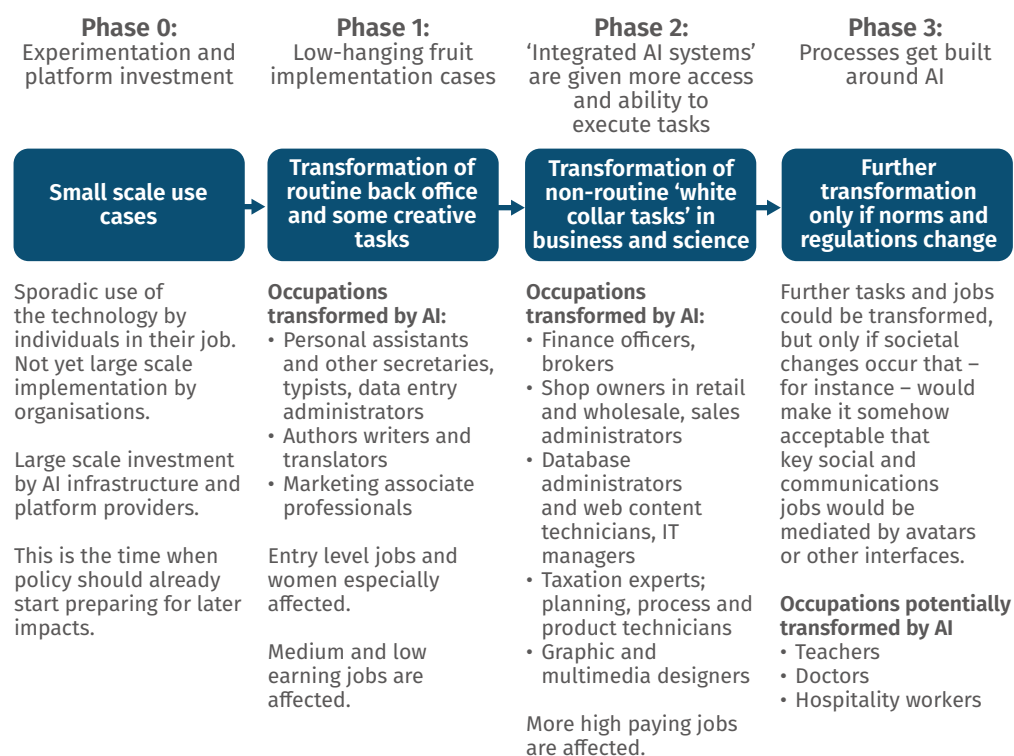 Phase 0:
Experimentation and
platform investment
Small scale use
cases
Sporadic use of
the technology by
individuals in their job.
Not yet large scale
implementation by
organisations.
Large scale investment
by AI infrastructure and
platform providers.
This is the time when
policy should already
start preparing for later
impacts.
Phase 1:
Low-hanging fruit
implementation cases
Transformation of
routine back office
and some creative
tasks
Occupations
transformed by AI:
• Personal assistants
and other secretaries,
typists, data entry
administrators
• Authors writers and
translators
• Marketing associate
professionals
Entry level jobs and
women especially
affected.
Medium and low
earning jobs are
affected.
Phase 2:
‘Integrated AI systems’
are given more access
and ability to
execute tasks
Transformation of
non-routine ‘white
collar tasks’ in
business and science
Occupations
transformed by AI:
• Finance officers,
brokers
• Shop owners in retail
and wholesale, sales
administrators
• Database
administrators
and web content
technicians, IT
managers
• Taxation experts;
planning, process and
product technicians
• Graphic and
multimedia designers
More high paying jobs
are affected.
Phase 3:
Processes get built
around AI
Further
transformation
only if norms and
regulations change
Further tasks and jobs
could be transformed,
but only if societal
changes occur that –
for instance – would
make it somehow
acceptable that
key social and
communications
jobs would be
mediated by avatars
or other interfaces.
Occupations potentially
transformed by AI
• Teachers
• Doctors
• Hospitality workers